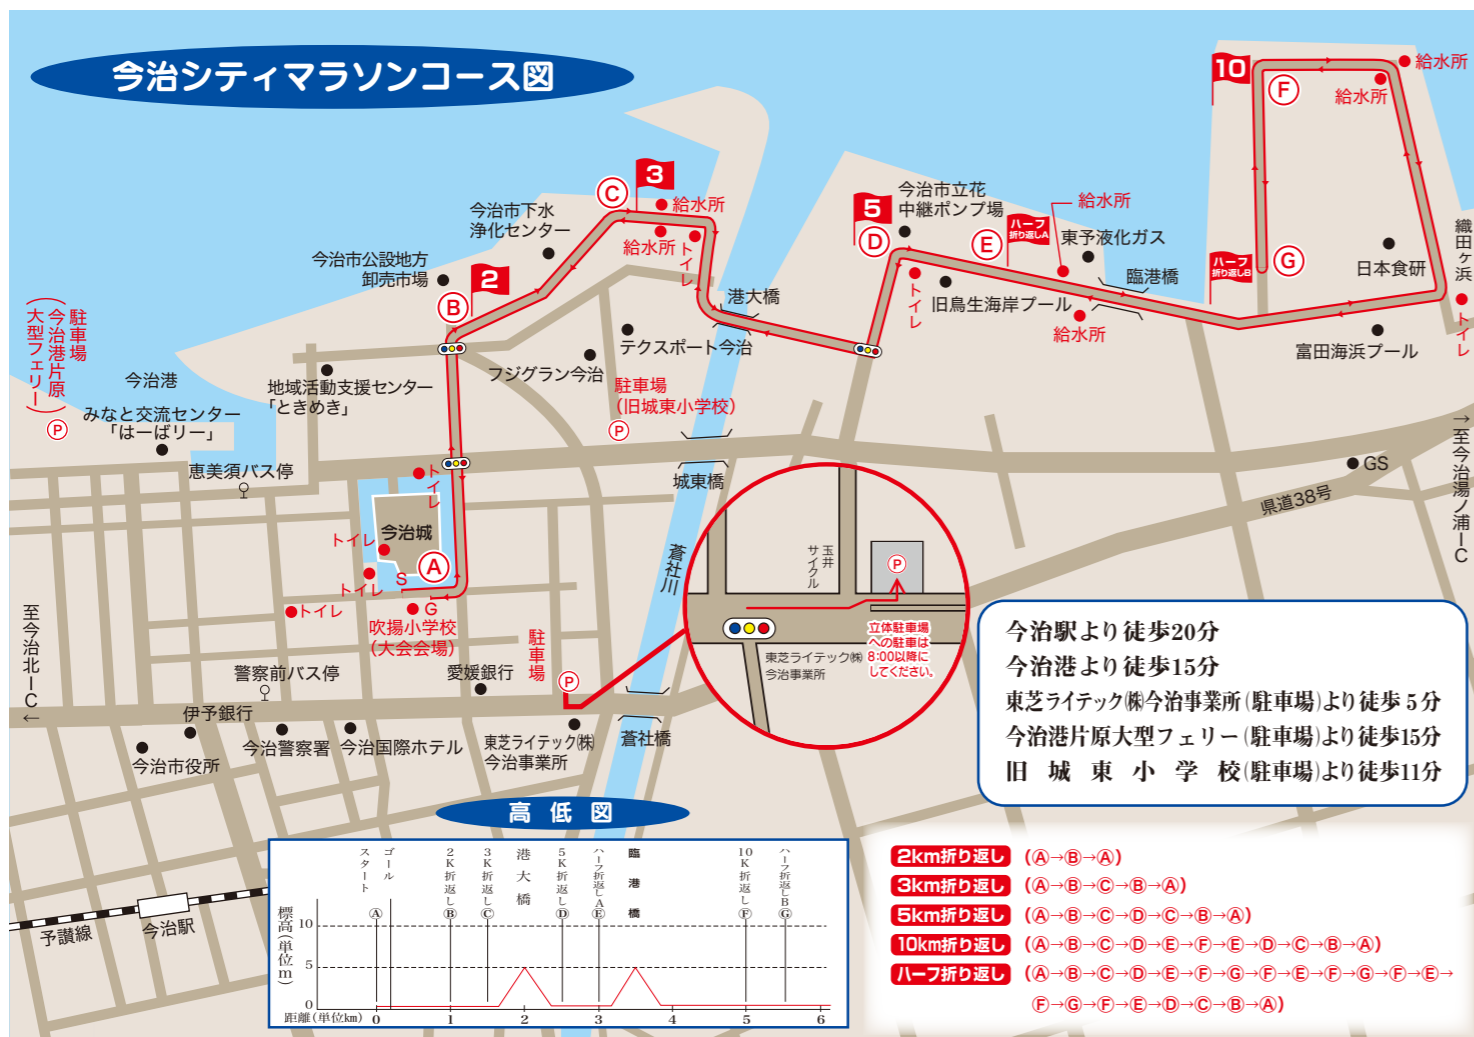 今治シティマラソンコース図
10
F
給水所
給水所
3
C
給水所
給水所
トイレ
今治市下水
浄化センター
今治市公設地方
卸売市場
2
B
5
D
今治市立花
中継ポンプ場
E
ハーフ
折り返しA
給水所
東予液化ガス
臨港橋
ハーフ
折り返しB
G
日本食研
織田ヶ浜
トイレ
港大橋
トイレ
旧鳥生海岸プール
給水所
富田海浜プール
駐車場
今治港片原
(大型フェリー)
P
今治港
みなと交流センター
「はーばりー」
地域活動支援センター
「ときめき」
フジグラン今治
テクスポート今治
駐車場
(旧城東小学校)
P
恵美須バス停
トイレ
城東橋
→至今治湯ノ浦IC
GS
県道38号
今治城
トイレ
トイレ
トイレ
A
S
G
吹揚小学校
(大会会場)
蒼社川
玉井
サイクル
P
立体駐車場
への駐車は
8:00以降に
してください。
東芝ライテック㈱
今治事業所
至今治北IC←
警察前バス停
愛媛銀行
駐車場
P
伊予銀行
今治市役所
今治警察署
今治国際ホテル
東芝ライテック㈱
今治事業所
蒼社橋
今治駅より徒歩20分
今治港より徒歩15分
東芝ライテック㈱今治事業所(駐車場)より徒歩5分
今治港片原大型フェリー(駐車場)より徒歩15分
旧城東小学校(駐車場)より徒歩11分
予讃線
今治駅
高低図
スタート
ゴール
2K折返し
3K折返し
港大橋
5K折返し
ハーフ折返しA
臨港橋
10K折返し
ハーフ折返しB
Ⓐ Ⓑ Ⓒ Ⓓ Ⓔ Ⓕ Ⓖ
標高(単位m)
10
5
0
距離(単位km) 0 1 2 3 4 5 6
2km折り返し (Ⓐ→Ⓑ→Ⓐ)
3km折り返し (Ⓐ→Ⓑ→Ⓒ→Ⓑ→Ⓐ)
5km折り返し (Ⓐ→Ⓑ→Ⓒ→Ⓓ→Ⓒ→Ⓑ→Ⓐ)
10km折り返し (Ⓐ→Ⓑ→Ⓒ→Ⓓ→Ⓔ→Ⓕ→Ⓔ→Ⓓ→Ⓒ→Ⓑ→Ⓐ)
ハーフ折り返し (Ⓐ→Ⓑ→Ⓒ→Ⓓ→Ⓔ→Ⓕ→Ⓖ→Ⓕ→Ⓔ→Ⓕ→Ⓖ→Ⓕ→Ⓔ→
Ⓕ→Ⓖ→Ⓕ→Ⓔ→Ⓓ→Ⓒ→Ⓑ→Ⓐ)